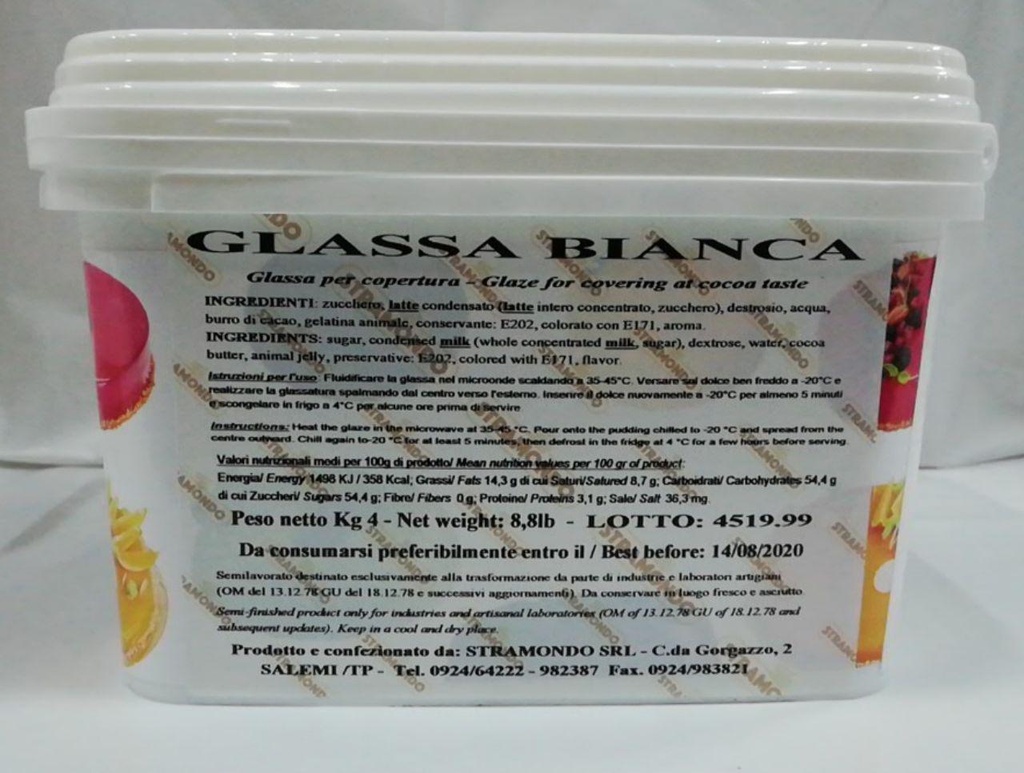 GLASSA BIANCA
Glassa per copertura - Glaze for covering at cocoa taste
INGREDIENTI: zucchero, latte condensato (latte intero concentrato, zucchero), destrosio, acqua,
burro di cacao, gelatina animale, conservante: E202, colorato con E171, aroma.
INGREDIENTS: sugar, condensed milk (whole concentrated milk, sugar), dextrose, water, cocoa
butter, animal jelly, preservative: E202, colored with E171, flavor.
Istruzioni per l'uso: Fluidificare la glassa nel microonde scaldando a 35-45°C. Versare sul dolce ben freddo a -20°C e
realizzare la glassatura spalmando dal centro verso l'esterno. Inserire il dolce nuovamente a -20°C per almeno 5 minuti
e scongelare in frigo a 4°C per alcune ore prima di servire
Instructions: Heat the glaze in the microwave at 35-45 °C. Pour onto the pudding chilled to -20 °C and spread from the
centre outward. Chill again to-20 °C for at least 5 minutes, then defrost in the fridge at 4 °C for a few hours before serving.
Valori nutrizionali medi per 100g di prodotto/ Mean nutrition values per 100 gr of product:
Energia/ Energy 1498 KJ / 358 Kcal; Grassi/ Fats 14,3 g di cui Saturi/Satured 8,7 g; Carboidrati/ Carbohydrates 54,4 g
di cui Zuccheri/ Sugars 54,4 g; Fibre/ Fibers 0 g; Proteine/ Proteins 3,1 g; Sale/ Salt 36,3 mg.
Peso netto Kg 4 - Net weight: 8,8lb - LOTTO: 4519.99
Da consumarsi preferibilmente entro il / Best before: 14/08/2020
Semilavorato destinato esclusivamente alla trasformazione da parte di industrie e laboratori artigiani
(OM del 13.12.78 GU del 18.12.78 e successivi aggiornamenti). Da conservare in luogo fresco e asciutto
Semi-finished product only for industries and artisanal laboratories (OM of 13.12.78 GU of 18.12.78 and
subsequent updates). Keep in a cool and dry place.
Prodotto e confezionato da: STRAMONDO SRL - C.da Gorgazzo, 2
SALEMI /TP - Tel. 0924/64222 - 982387 Fax. 0924/983821